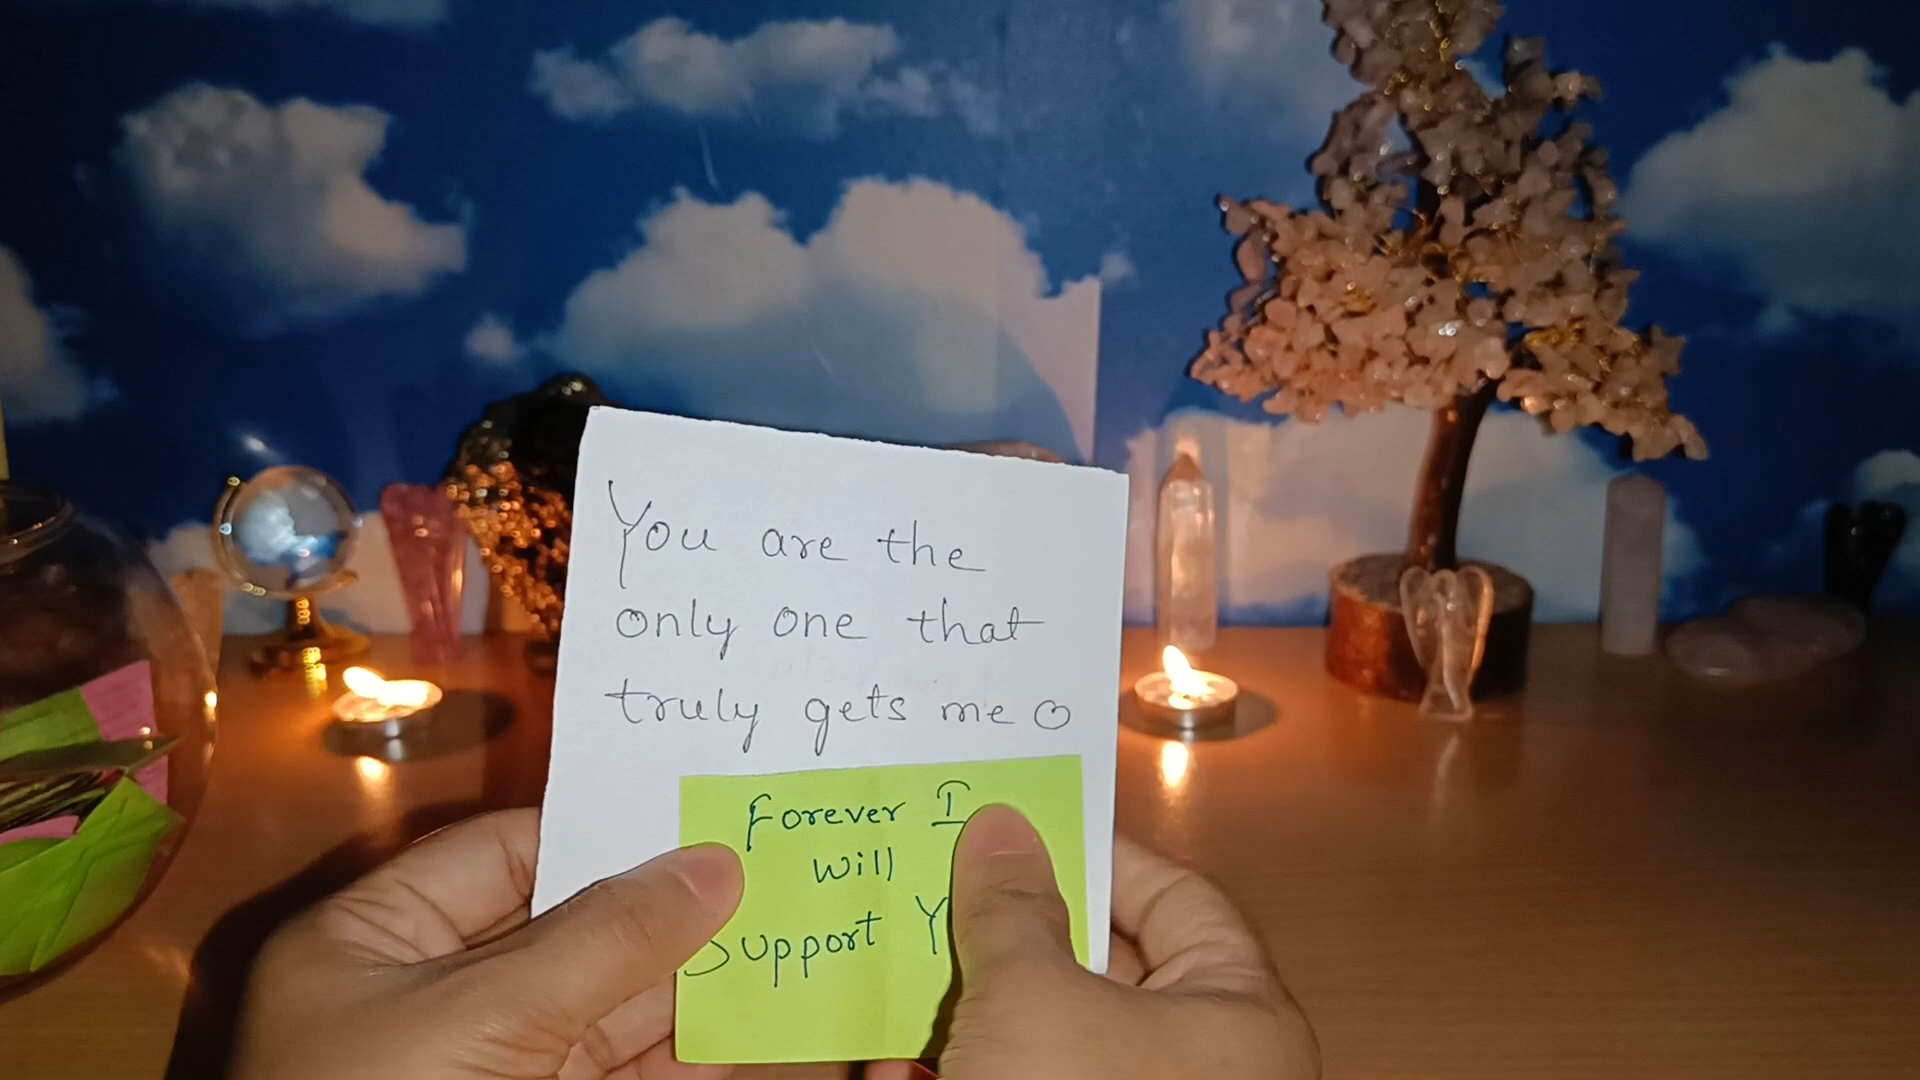 You are the
only one that
truly gets me
Forever I
will
Support